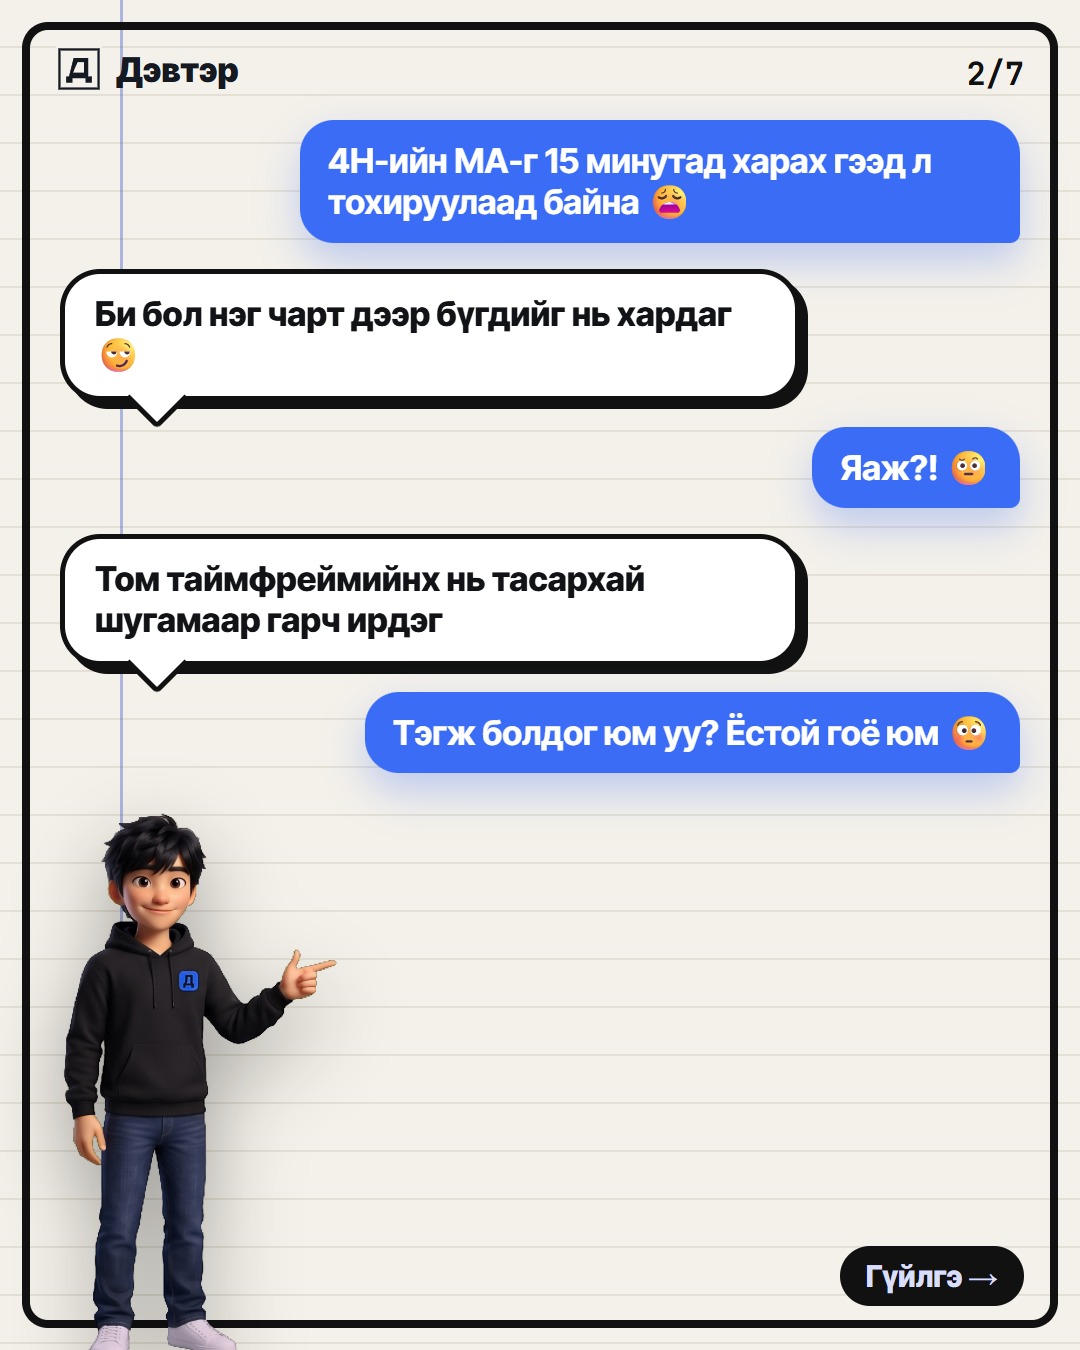 Д Дэвтэр
2/7
4H-ийн MA-г 15 минутад харах гээд л
тохируулаад байна 😩
Би бол нэг чарт дээр бүгдийг нь хардаг
😏
Яаж?! 🤨
Том таймфреймийнх нь тасархай
шугамаар гарч ирдэг
Тэгж болдог юм уу? Ёстой гоё юм 😳
Д
Гүйлгэ →